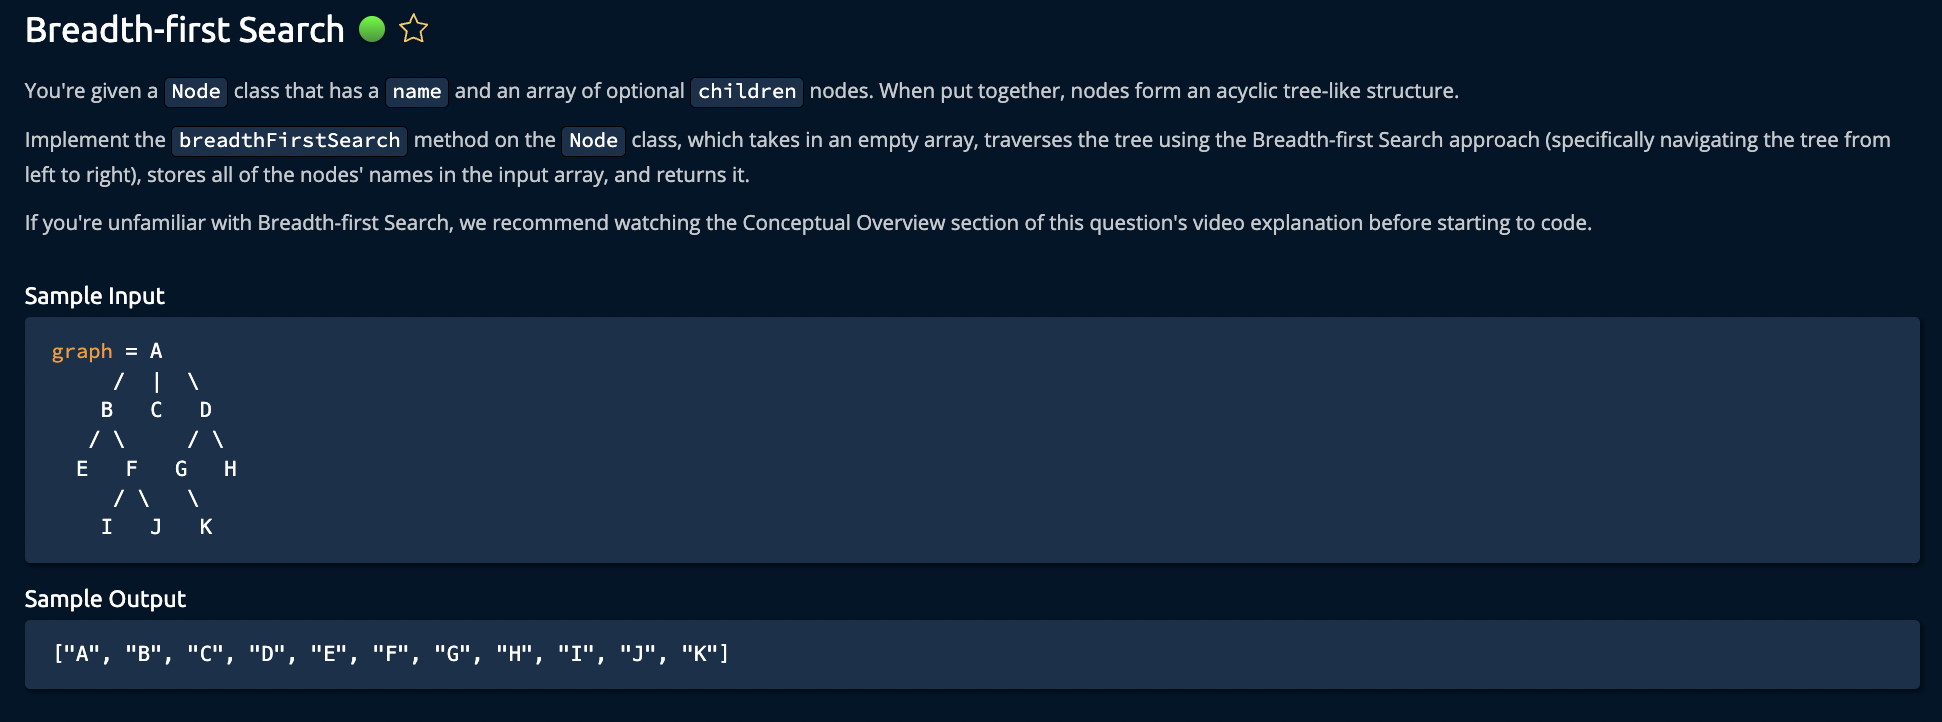 Breadth-first Search
You're given a Node class that has a name and an array of optional children nodes. When put together, nodes form an acyclic tree-like structure.
Implement the breadthFirstSearch method on the Node class, which takes in an empty array, traverses the tree using the Breadth-first Search approach (specifically navigating the tree from
left to right), stores all of the nodes' names in the input array, and returns it.
If you're unfamiliar with Breadth-first Search, we recommend watching the Conceptual Overview section of this question's video explanation before starting to code.
Sample Input
graph = A
     /  |  \
    B   C   D
   / \     / \
  E   F   G   H
     / \   \
    I   J   K
Sample Output
["A", "B", "C", "D", "E", "F", "G", "H", "I", "J", "K"]